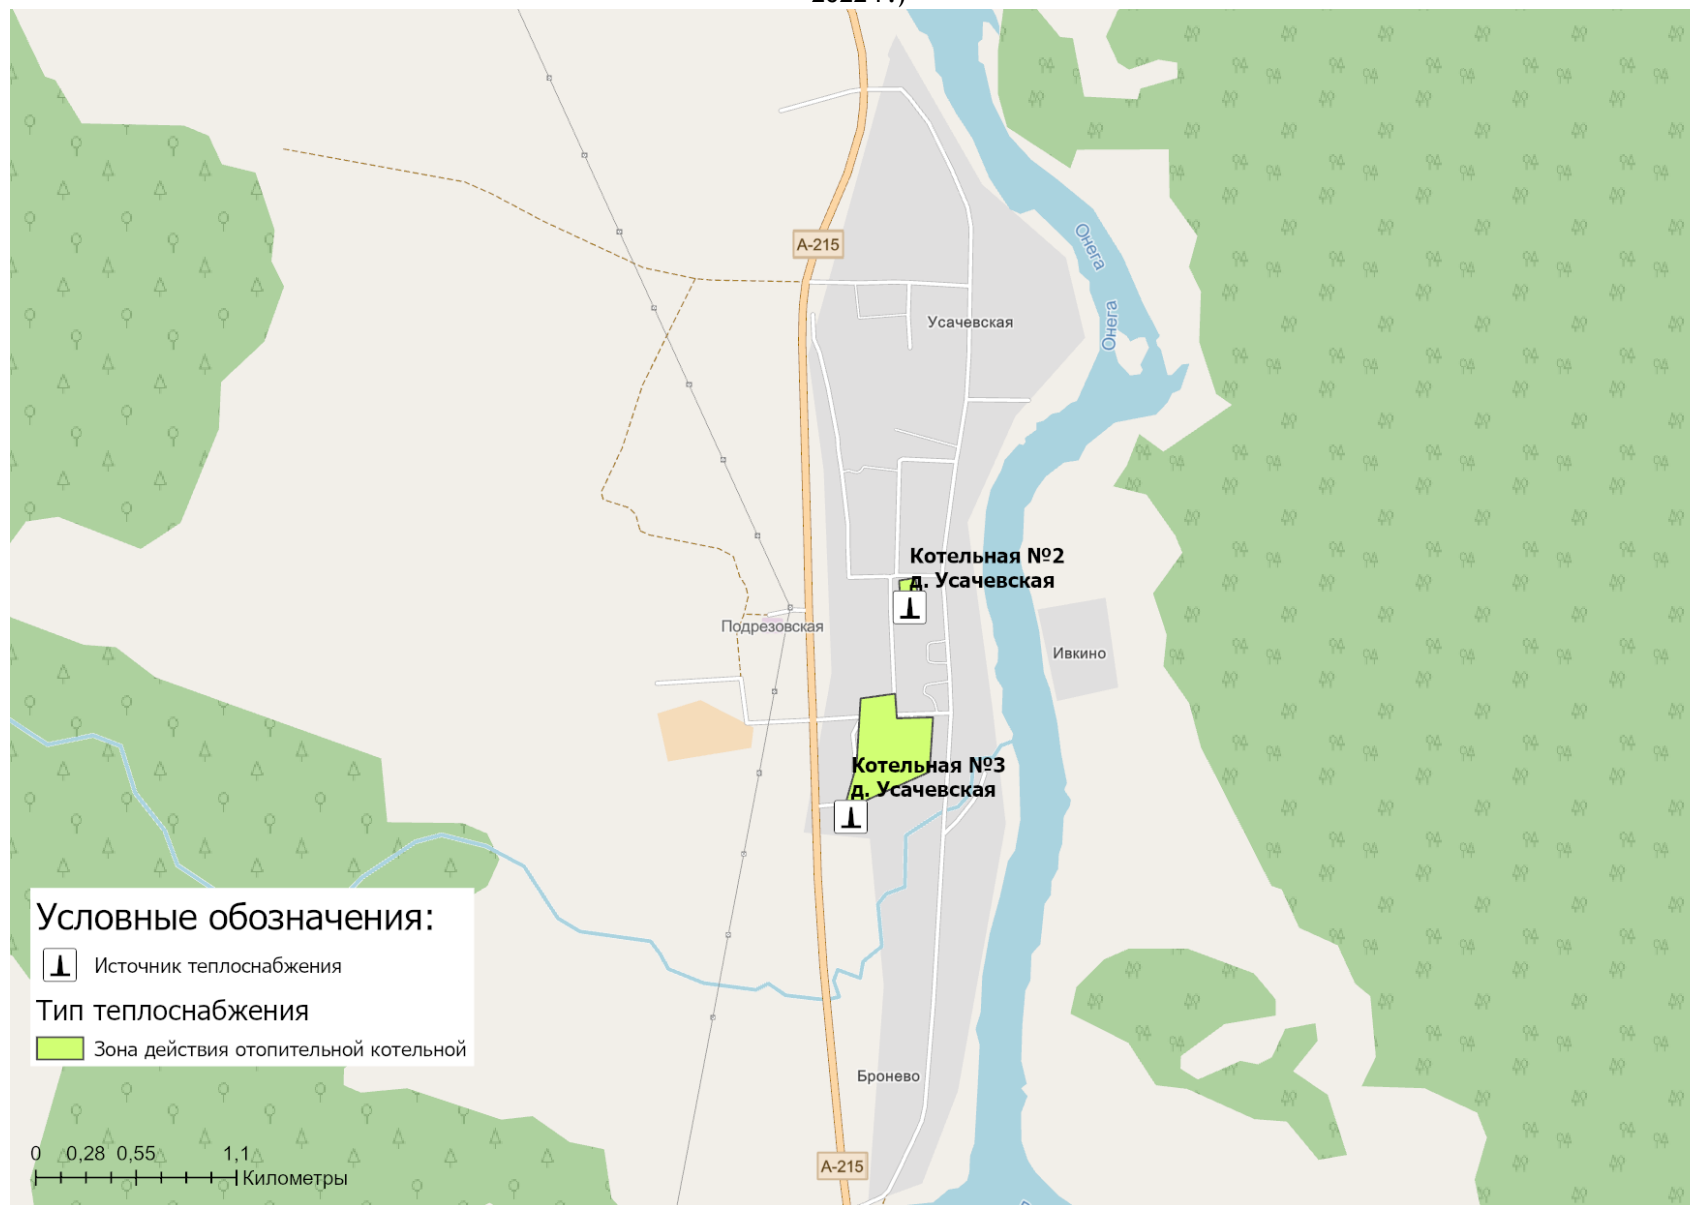 А-215
Онега
Онега
Усачевская
Котельная №2
д. Усачевская
Подрезовская
Ивкино
Котельная №3
д. Усачевская
Условные обозначения:
Источник теплоснабжения
Тип теплоснабжения
Зона действия отопительной котельной
Бронево
0 0,28 0,55 1,1
Километры
А-215